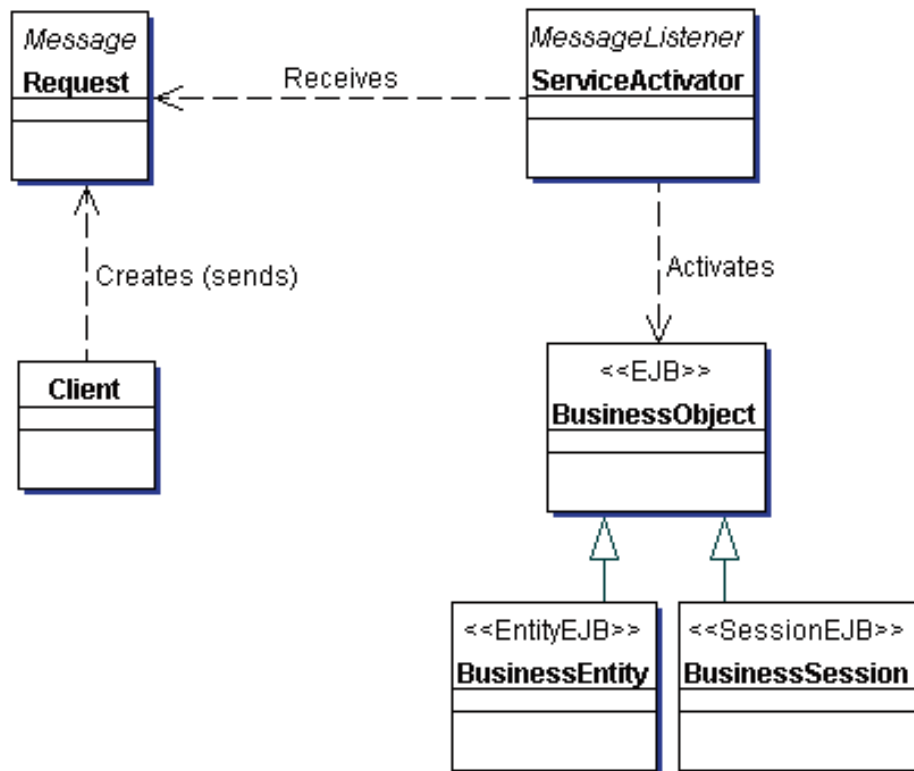 Message
Request
Receives
MessageListener
ServiceActivator
Creates (sends)
Activates
Client
<<EJB>>
BusinessObject
<<EntityEJB>>
BusinessEntity
<<SessionEJB>>
BusinessSession